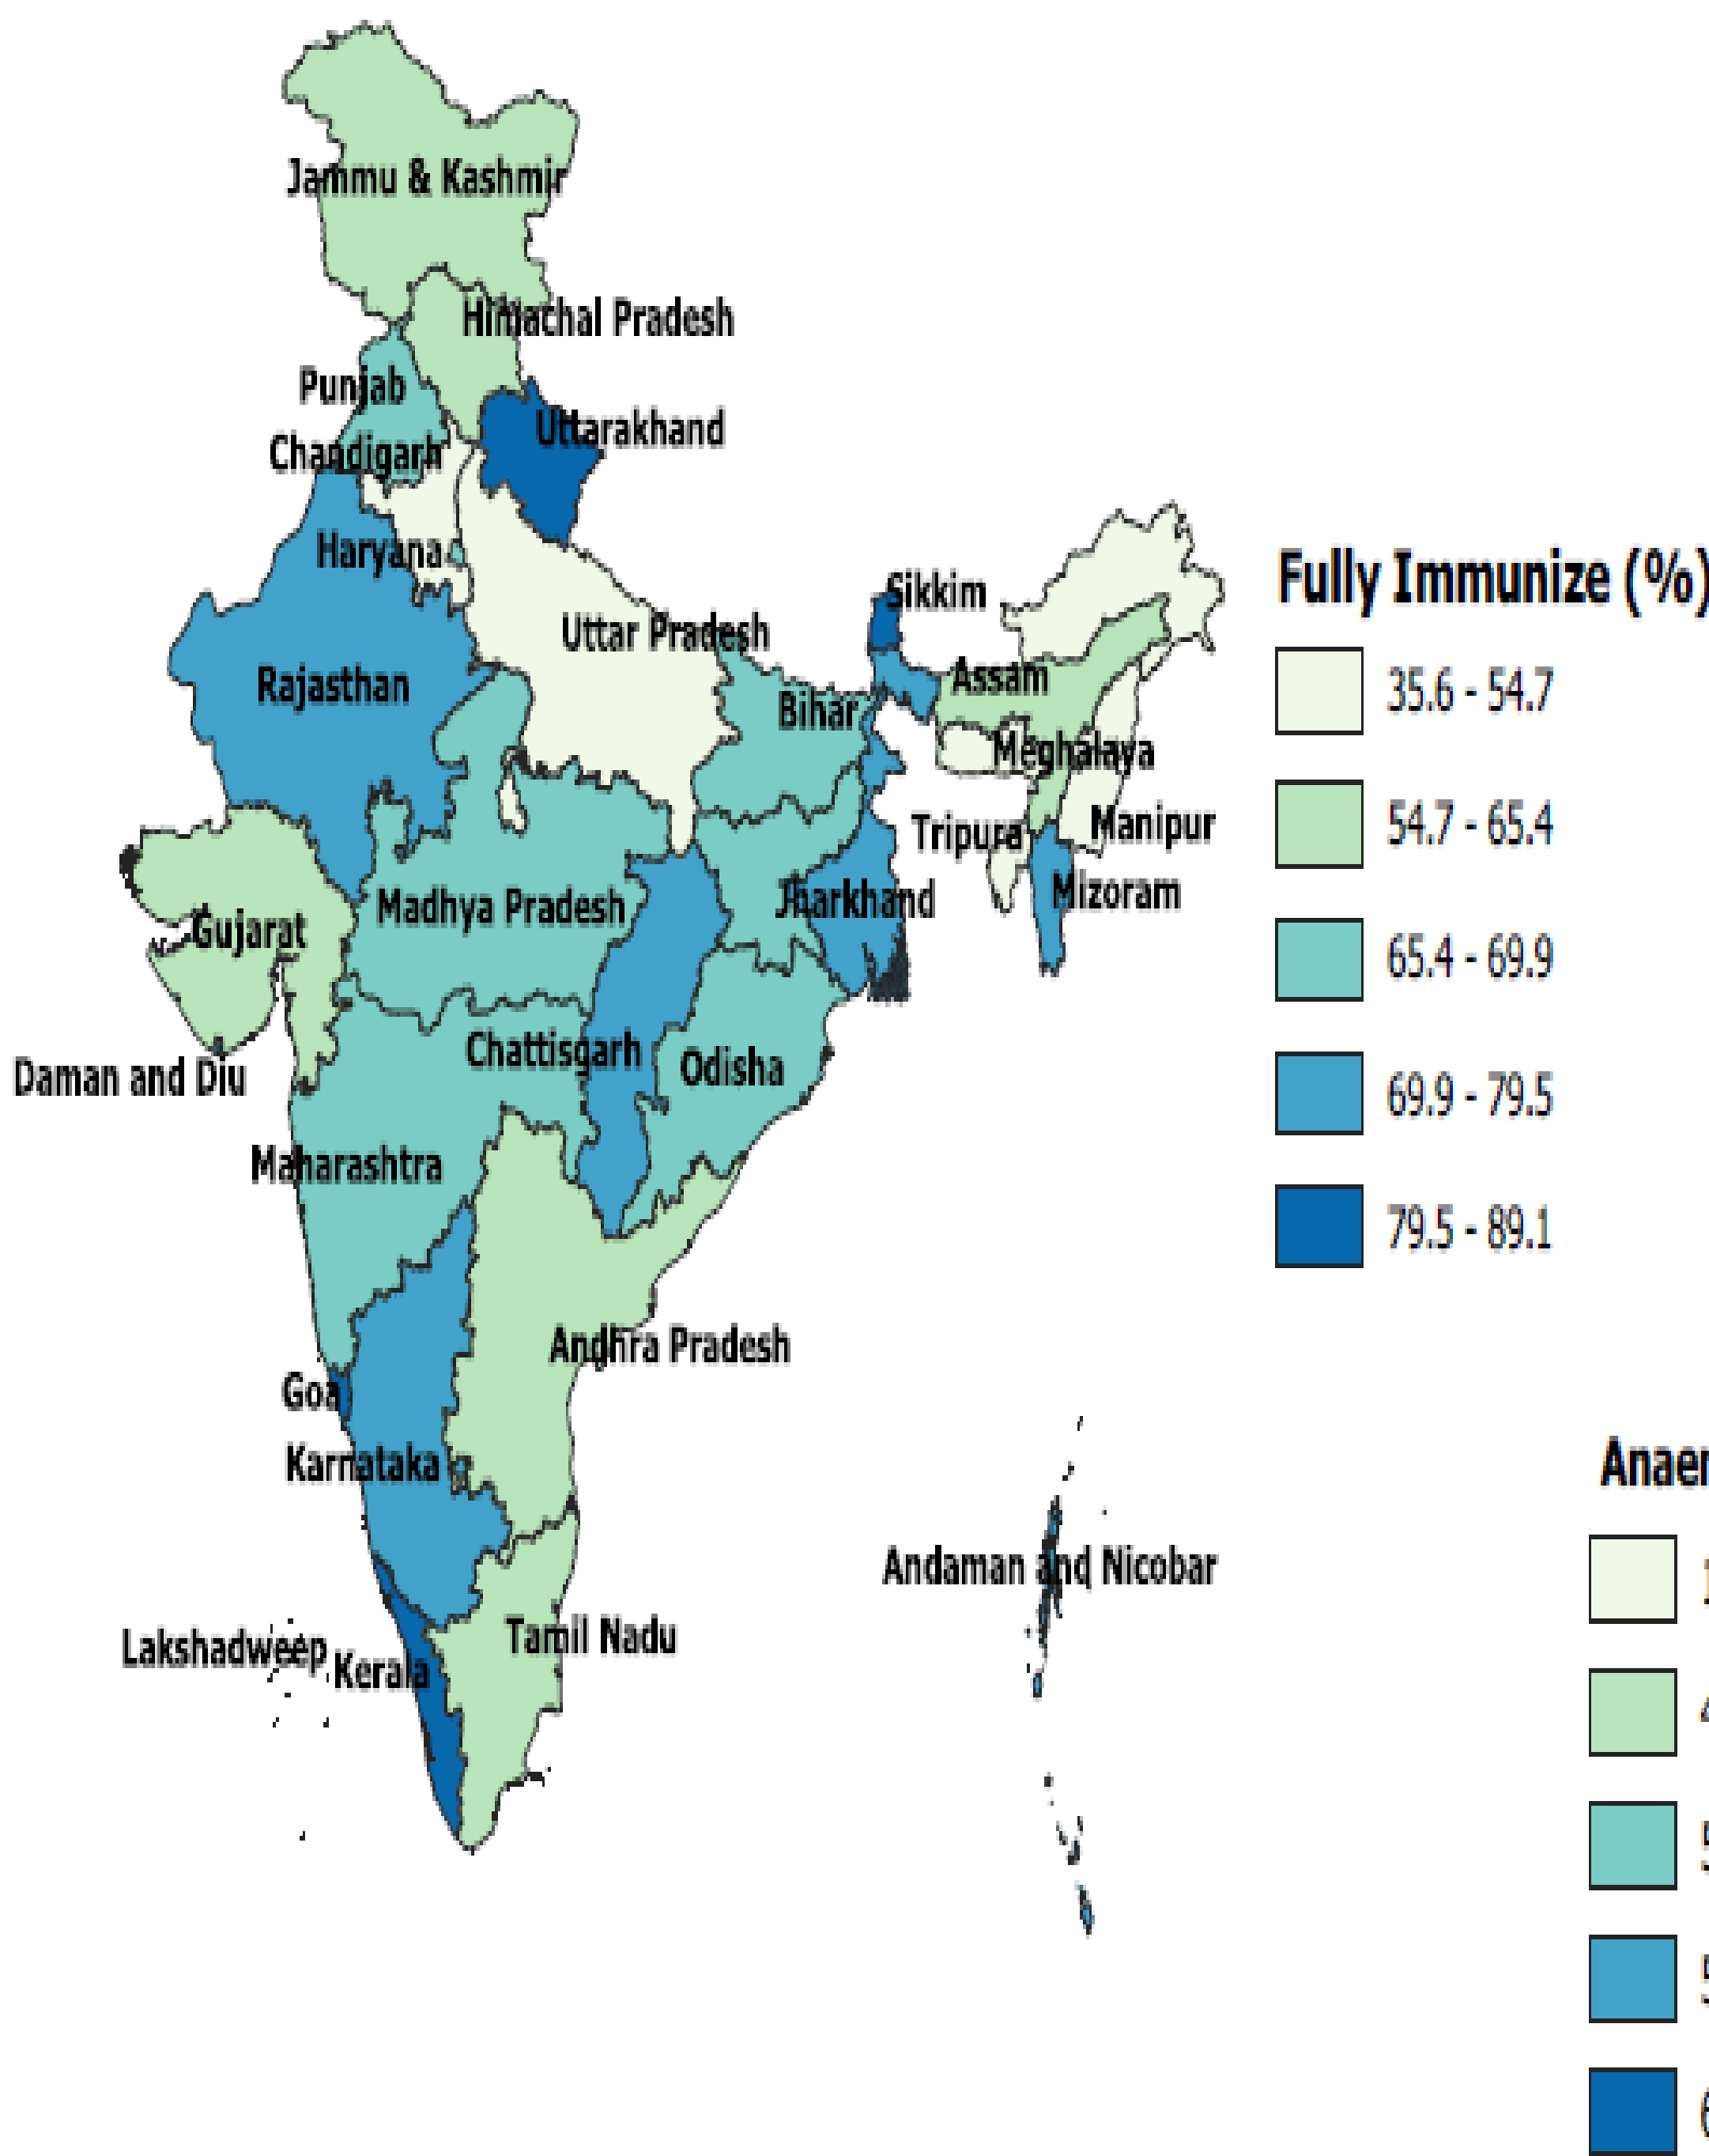 Jammu & Kashmir
Himachal Pradesh
Punjab
Uttarakhand
Chandigarh
Haryana
Fully Immunize (%)
Sikkim
Uttar Pradesh
35.6 - 54.7
Rajasthan
Assam
Bihar
Meghalaya
54.7 - 65.4
Tripura
Manipur
Madhya Pradesh
Jharkhand
Mizoram
Gujarat
65.4 - 69.9
Chattisgarh
Odisha
Daman and Diu
69.9 - 79.5
Maharashtra
79.5 - 89.1
Andhra Pradesh
Goa
Karnataka
Andaman and Nicobar
Lakshadweep
Kerala
Tamil Nadu